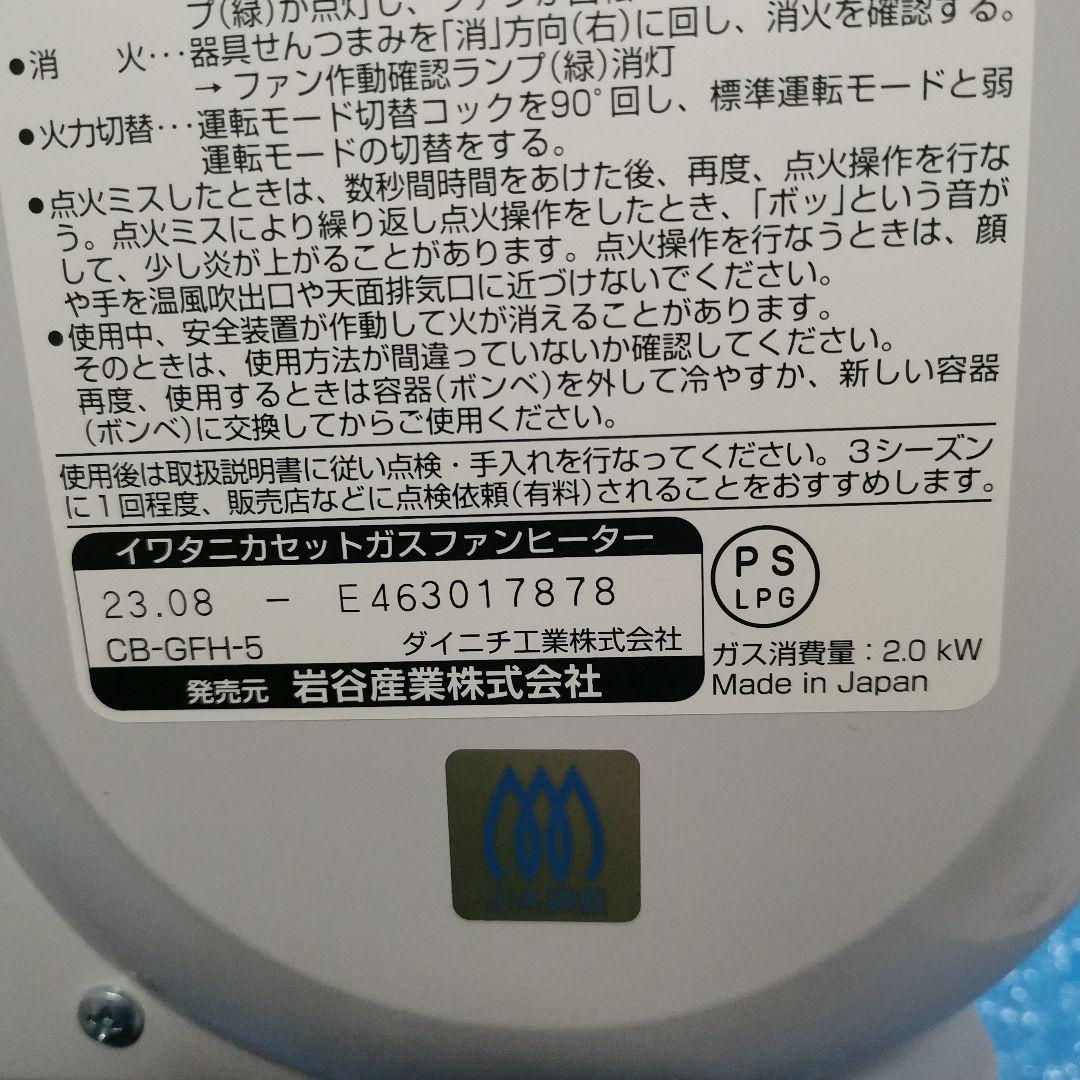 プ(緑)が点灯し、ファンが回転
●消 火…器具せんつまみを「消」方向(右)に回し、消火を確認する。
→ファン作動確認ランプ(緑)消灯
●火力切替…運転モード切替コックを90°回し、標準運転モードと弱
運転モードの切替をする。
●点火ミスしたときは、数秒間時間をあけた後、再度、点火操作を行な
う。点火ミスにより繰り返し点火操作をしたとき、「ボッ」という音が
して、少し炎が上がることがあります。点火操作を行なうときは、顔
や手を温風吹出口や天面排気口に近づけないでください。
●使用中、安全装置が作動して火が消えることがあります。
そのときは、使用方法が間違っていないか確認してください。
再度、使用するときは容器(ボンベ)を外して冷やすか、新しい容器
(ボンベ)に交換してからご使用ください。
使用後は取扱説明書に従い点検・手入れを行なってください。3シーズン
に1回程度、販売店などに点検依頼(有料)されることをおすすめします。
イワタニカセットガスファンヒーター
23.08 - E463017878
CB-GFH-5 ダイニチ工業株式会社
発売元 岩谷産業株式会社
PS
LPG
ガス消費量：2.0 kW
Made in Japan
JIA認証